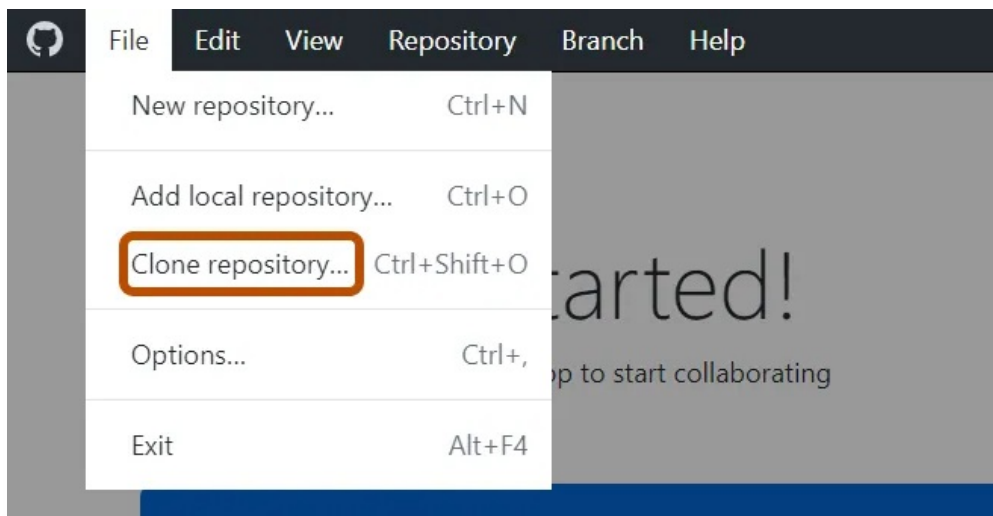 File Edit View Repository Branch Help
New repository... Ctrl+N
Add local repository... Ctrl+O
Clone repository... Ctrl+Shift+O
arted!
Options... Ctrl+,
to start collaborating
Exit Alt+F4